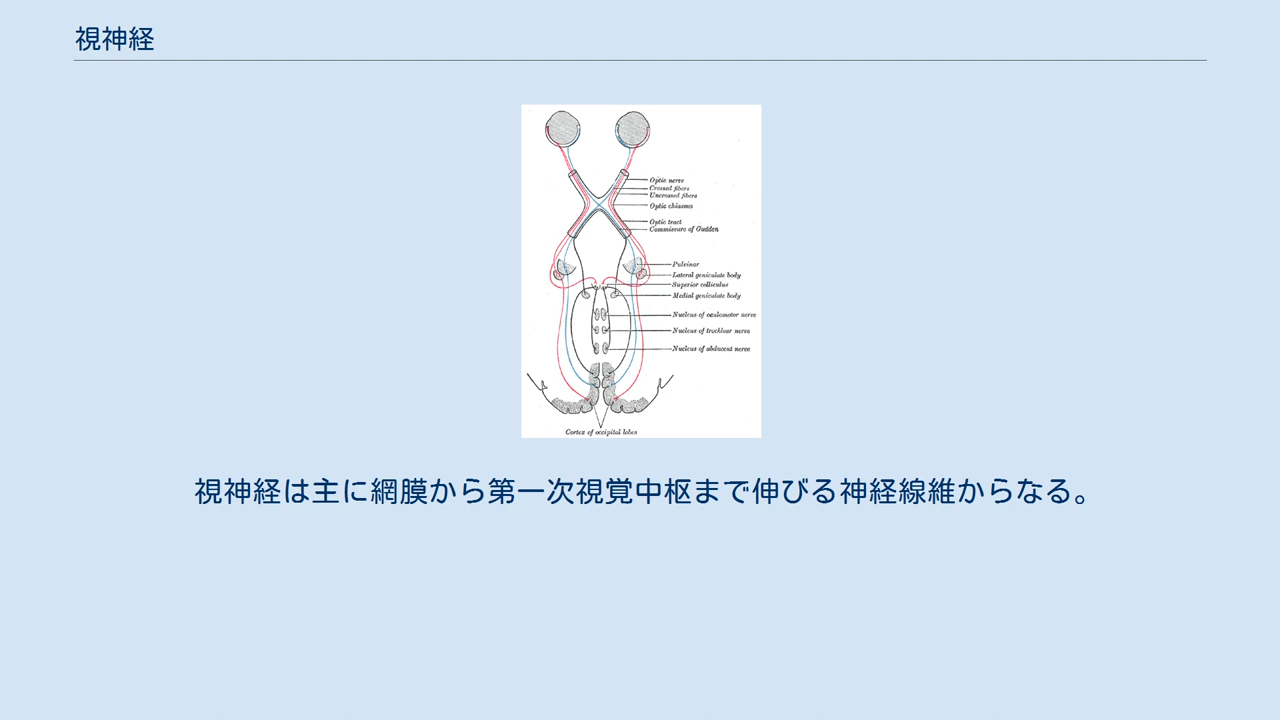 視神経
Optic nerve
Crossed fibers
Uncrossed fibers
Optic chiasma
Optic tract
Commissure of Gudden
Pulvinar
Lateral geniculate body
Superior colliculus
Medial geniculate body
Nucleus of oculomotor nerve
Nucleus of trochlear nerve
Nucleus of abducent nerve
Cortex of occipital lobes
視神経は主に網膜から第一次視覚中枢まで伸びる神経線維からなる。